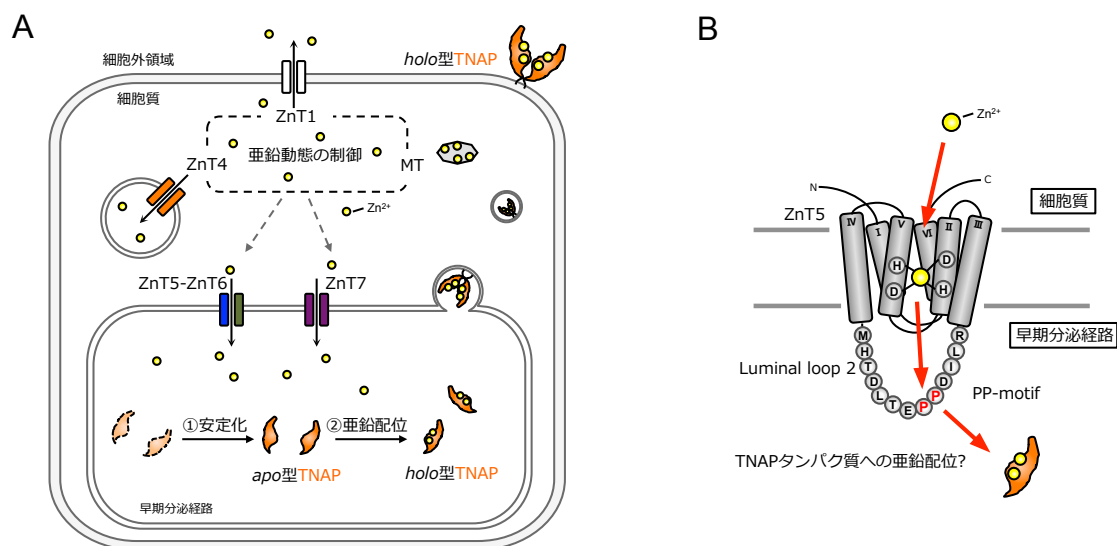 A
細胞外領域
細胞質
holo型TNAP
ZnT1
亜鉛動態の制御
MT
ZnT4
Zn²⁺
ZnT5-ZnT6
ZnT7
①安定化
②亜鉛配位
apo型TNAP
holo型TNAP
早期分泌経路
B
Zn²⁺
N
C
細胞質
ZnT5
IV
I
V
VI
II
III
H
D
D
H
早期分泌経路
M
H
T
D
L
T
E
P
P
D
I
L
R
Luminal loop 2
PP-motif
TNAPタンパク質への亜鉛配位?